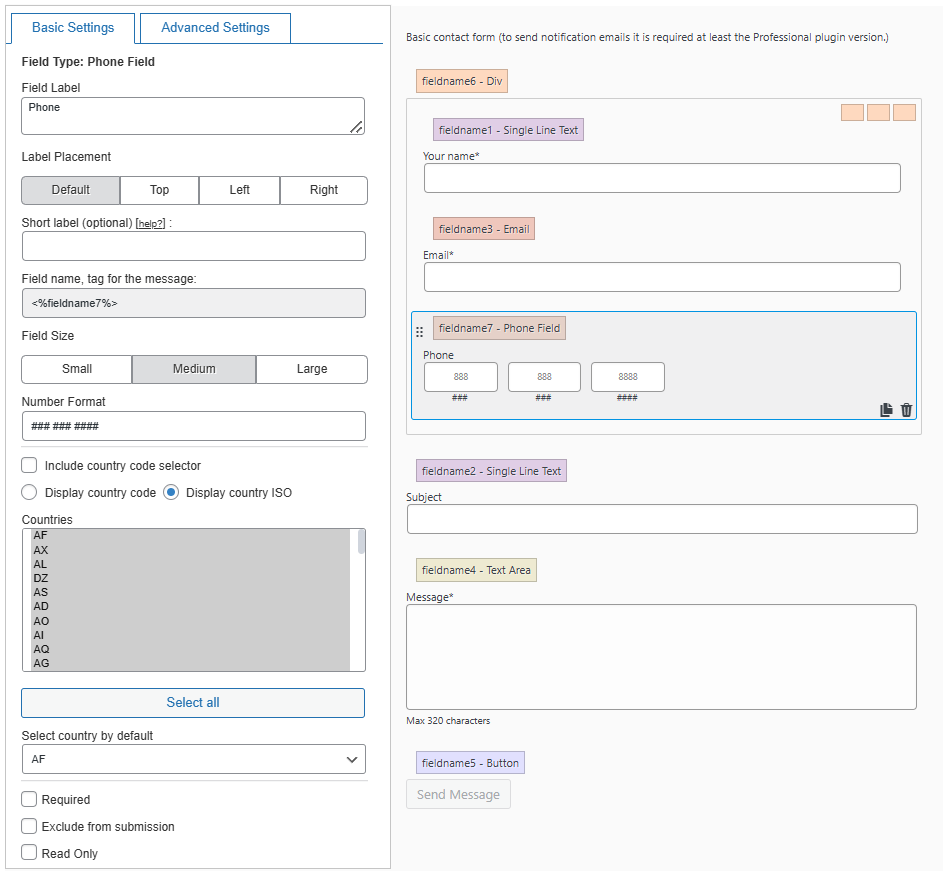 Basic Settings
Advanced Settings
Field Type: Phone Field
Field Label
Phone
Label Placement
Default Top Left Right
Short label (optional) [help?] :
Field name, tag for the message:
<%fieldname7%>
Field Size
Small Medium Large
Number Format
### ### ####
Include country code selector
Display country code Display country ISO
Countries
AF
AX
AL
DZ
AS
AD
AO
AI
AQ
AG
Select all
Select country by default
AF
Required
Exclude from submission
Read Only
Basic contact form (to send notification emails it is required at least the Professional plugin version.)
fieldname6 - Div
fieldname1 - Single Line Text
Your name*
fieldname3 - Email
Email*
fieldname7 - Phone Field
Phone
888 888 8888
### ### ####
fieldname2 - Single Line Text
Subject
fieldname4 - Text Area
Message*
Max 320 characters
fieldname5 - Button
Send Message